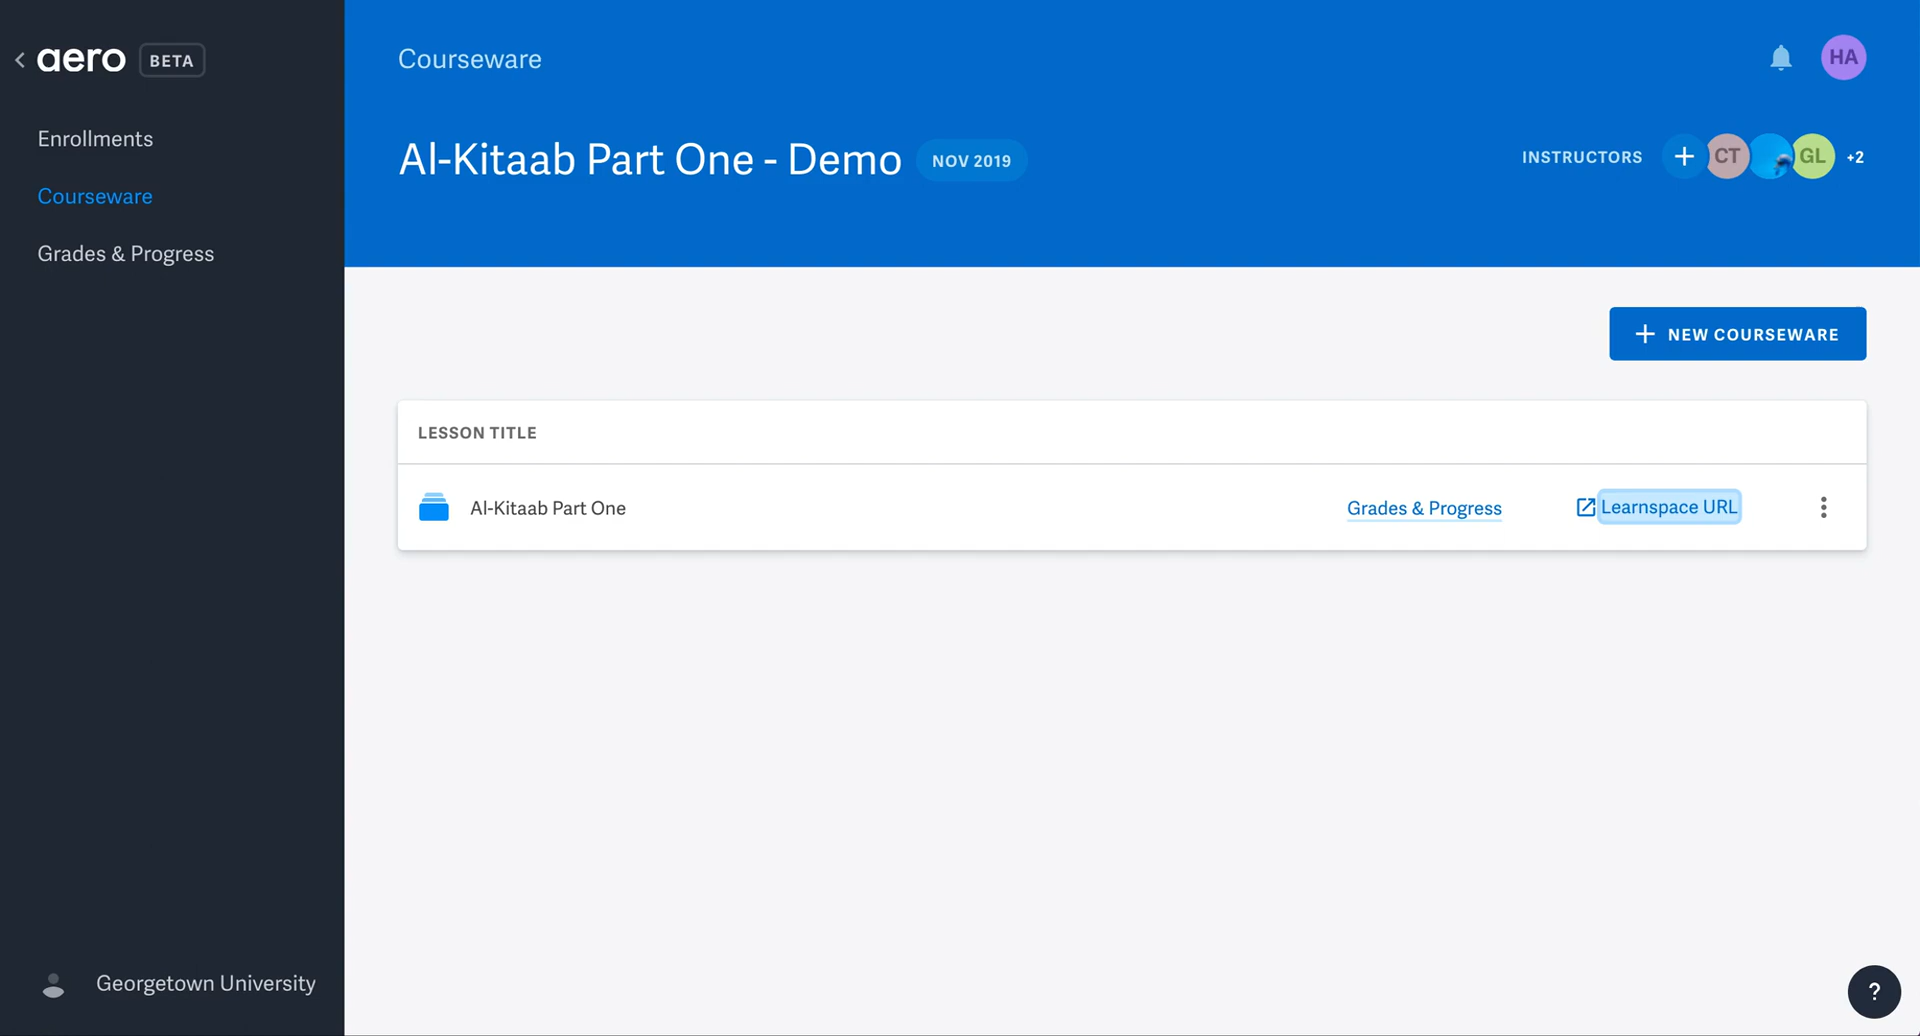 aero BETA
Enrollments
Courseware
Grades & Progress
Georgetown University
Courseware
HA
Al-Kitaab Part One - Demo NOV 2019
INSTRUCTORS + CT GL +2
+ NEW COURSEWARE
LESSON TITLE
Al-Kitaab Part One Grades & Progress Learnspace URL
?